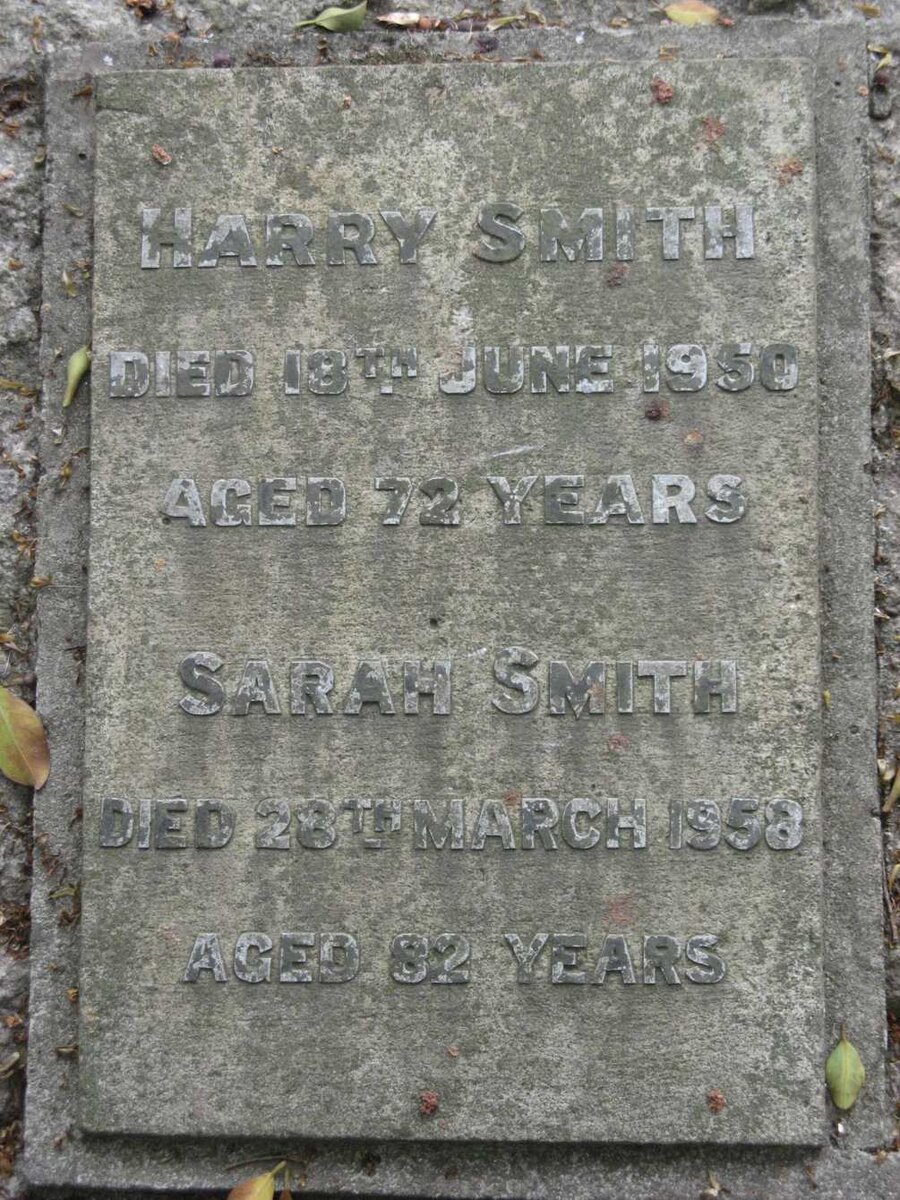 HARRY SMITH
DIED 18TH JUNE 1950
AGED 72 YEARS
SARAH SMITH
DIED 28TH MARCH 1958
AGED 82 YEARS